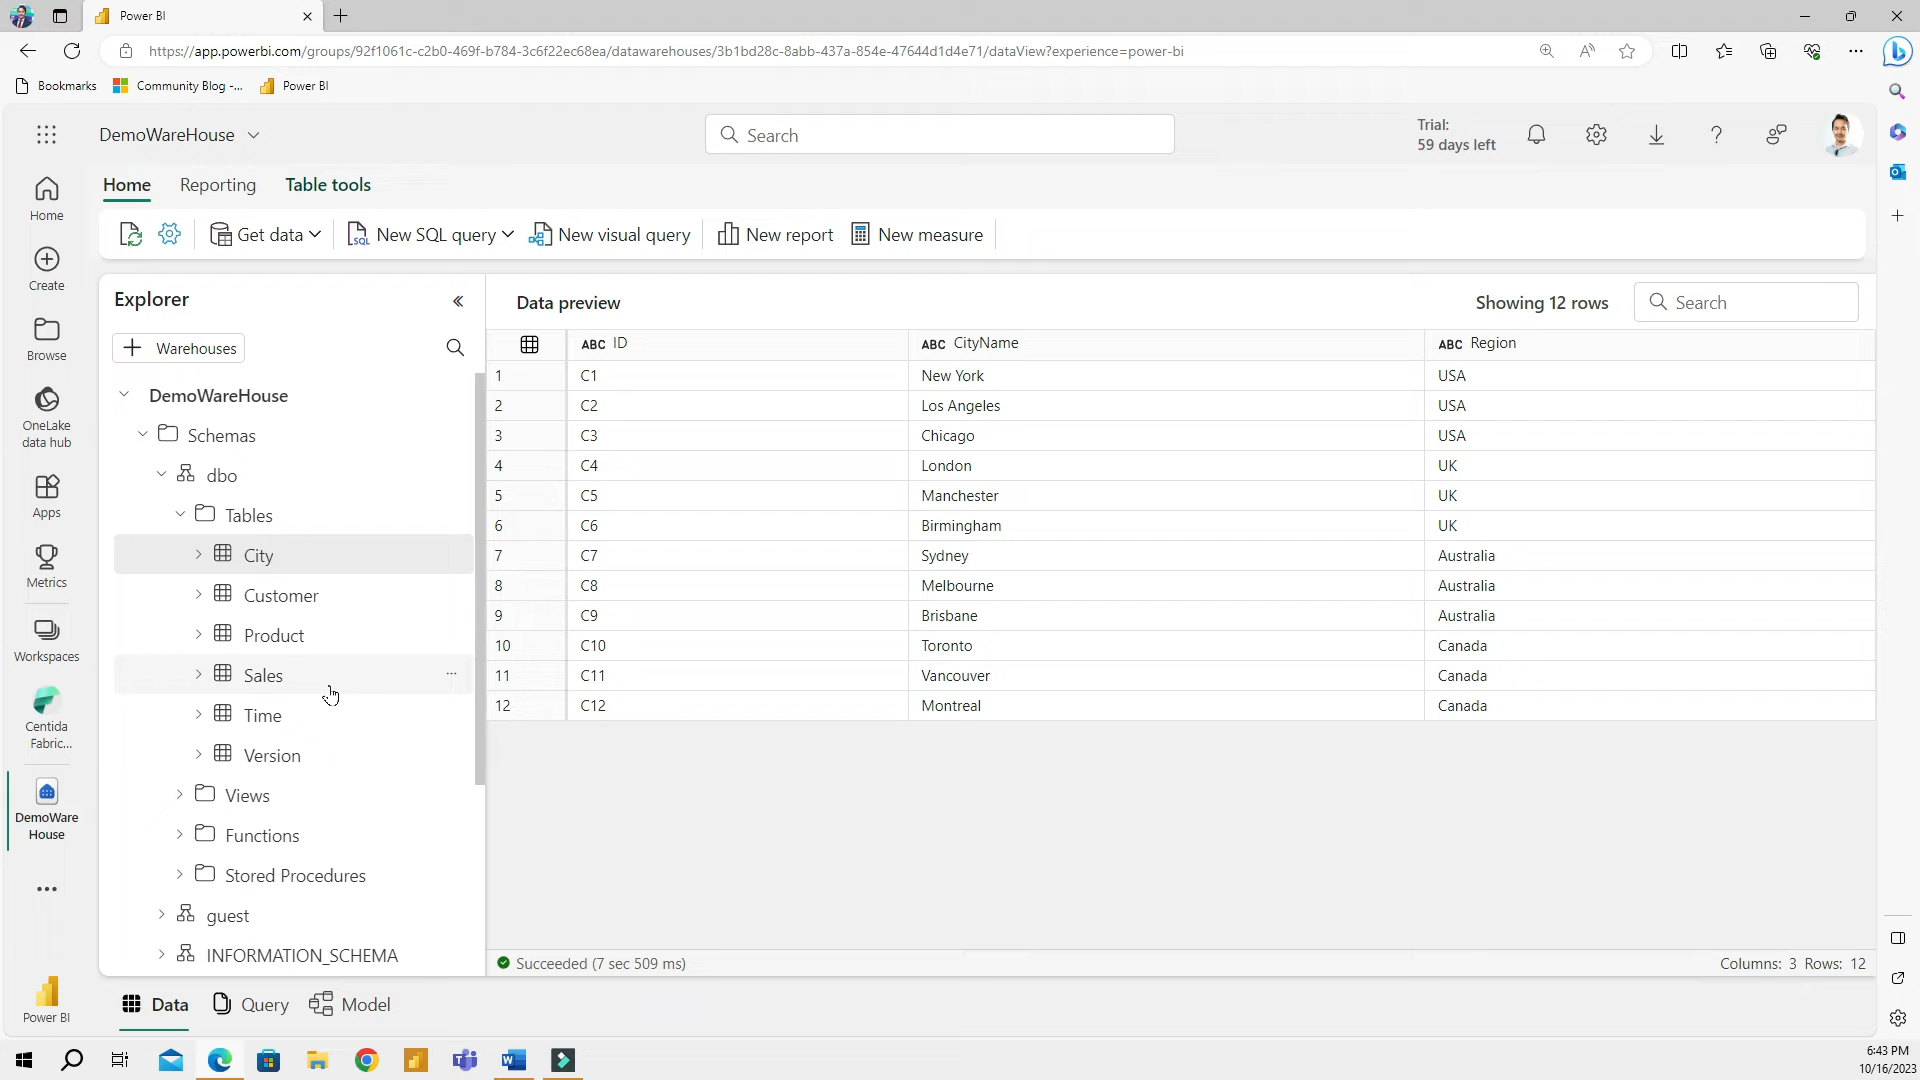 Power BI
https://app.powerbi.com/groups/92f1061c-c2b0-469f-b784-3c6f22ec68ea/datawarehouses/3b1bd28c-8abb-437a-854e-47644d1d4e71/dataView?experience=power-bi
Bookmarks Community Blog -... Power BI
DemoWareHouse Search Trial:
59 days left
Home Reporting Table tools
Get data New SQL query New visual query New report New measure
Home
Create
Browse
OneLake
data hub
Apps
Metrics
Workspaces
Centida
Fabric...
DemoWare
House
Power BI
Explorer
Warehouses
DemoWareHouse
Schemas
dbo
Tables
City
Customer
Product
Sales
Time
Version
Views
Functions
Stored Procedures
guest
INFORMATION_SCHEMA
Data preview Showing 12 rows Search
ABC ID ABC CityName ABC Region
1 C1 New York USA
2 C2 Los Angeles USA
3 C3 Chicago USA
4 C4 London UK
5 C5 Manchester UK
6 C6 Birmingham UK
7 C7 Sydney Australia
8 C8 Melbourne Australia
9 C9 Brisbane Australia
10 C10 Toronto Canada
11 C11 Vancouver Canada
12 C12 Montreal Canada
Succeeded (7 sec 509 ms) Columns: 3 Rows: 12
Data Query Model
6:43 PM
10/16/2023